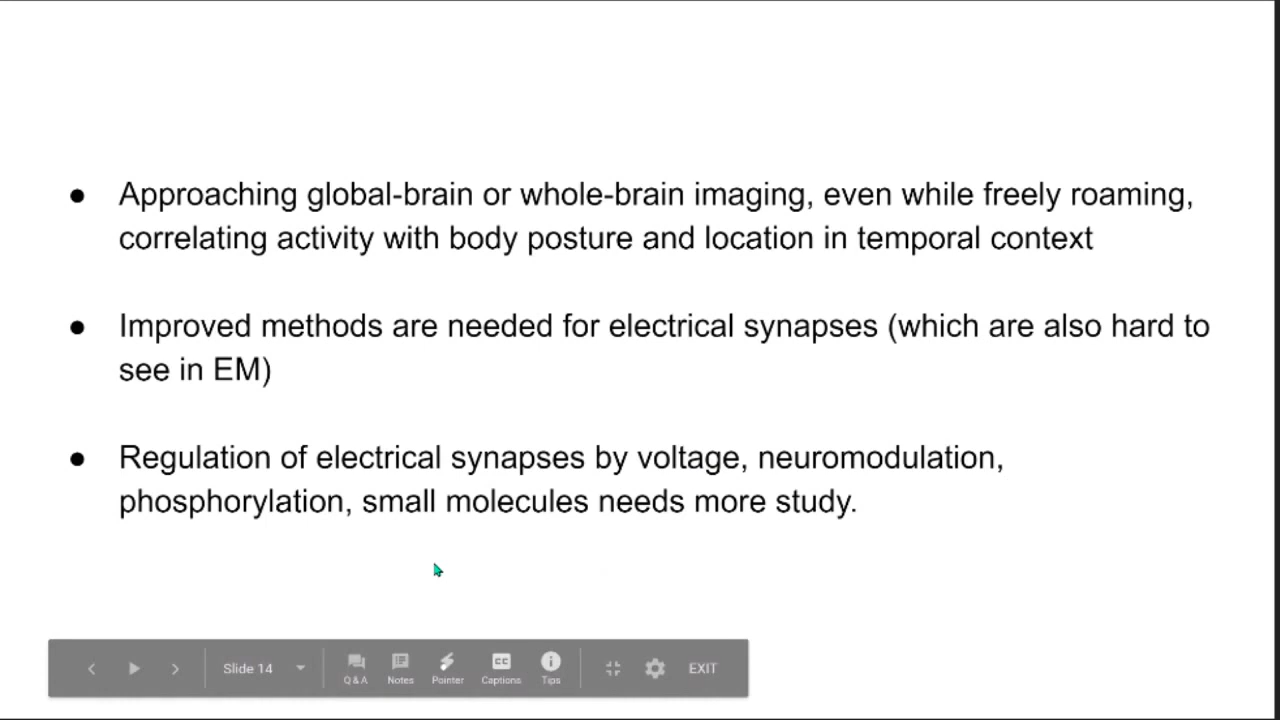 ● Approaching global-brain or whole-brain imaging, even while freely roaming,
correlating activity with body posture and location in temporal context
● Improved methods are needed for electrical synapses (which are also hard to
see in EM)
● Regulation of electrical synapses by voltage, neuromodulation,
phosphorylation, small molecules needs more study.
Slide 14
Q & A Notes Pointer CC Captions Tips EXIT